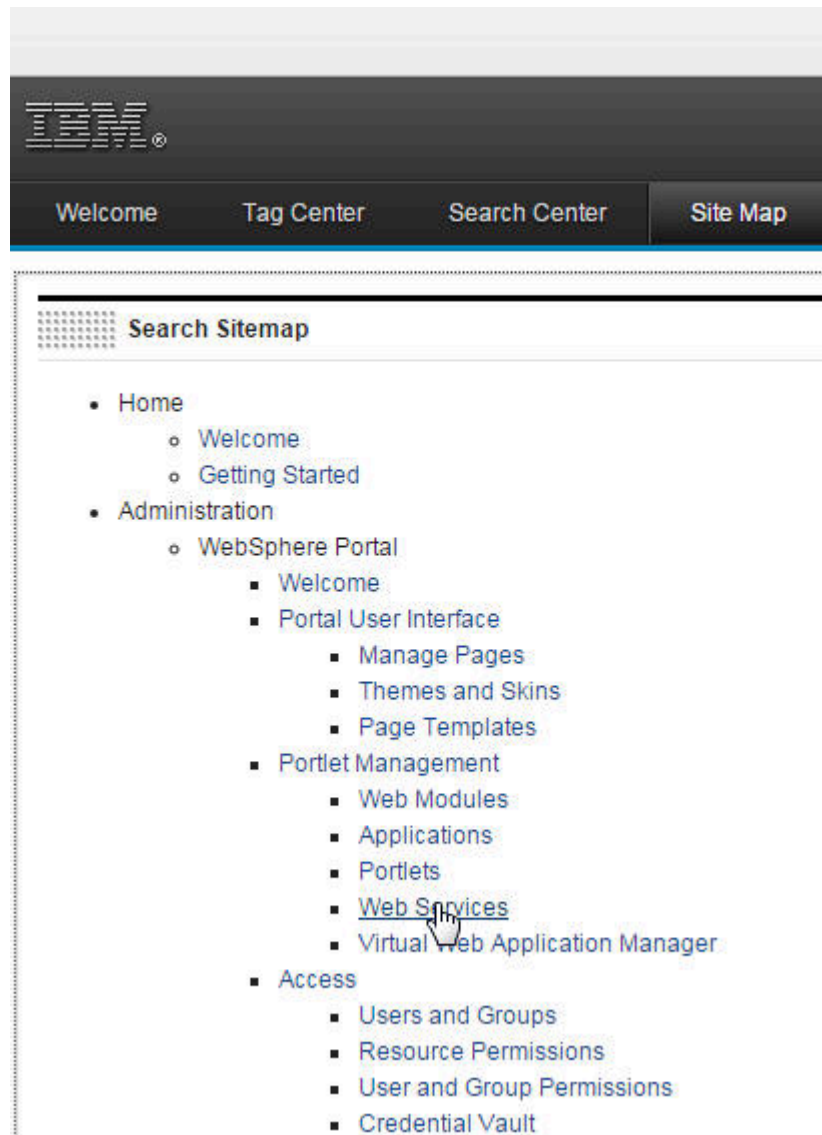 IBM®
Welcome Tag Center Search Center Site Map
Search Sitemap
Home
Welcome
Getting Started
Administration
WebSphere Portal
Welcome
Portal User Interface
Manage Pages
Themes and Skins
Page Templates
Portlet Management
Web Modules
Applications
Portlets
Web Services
Virtual Web Application Manager
Access
Users and Groups
Resource Permissions
User and Group Permissions
Credential Vault